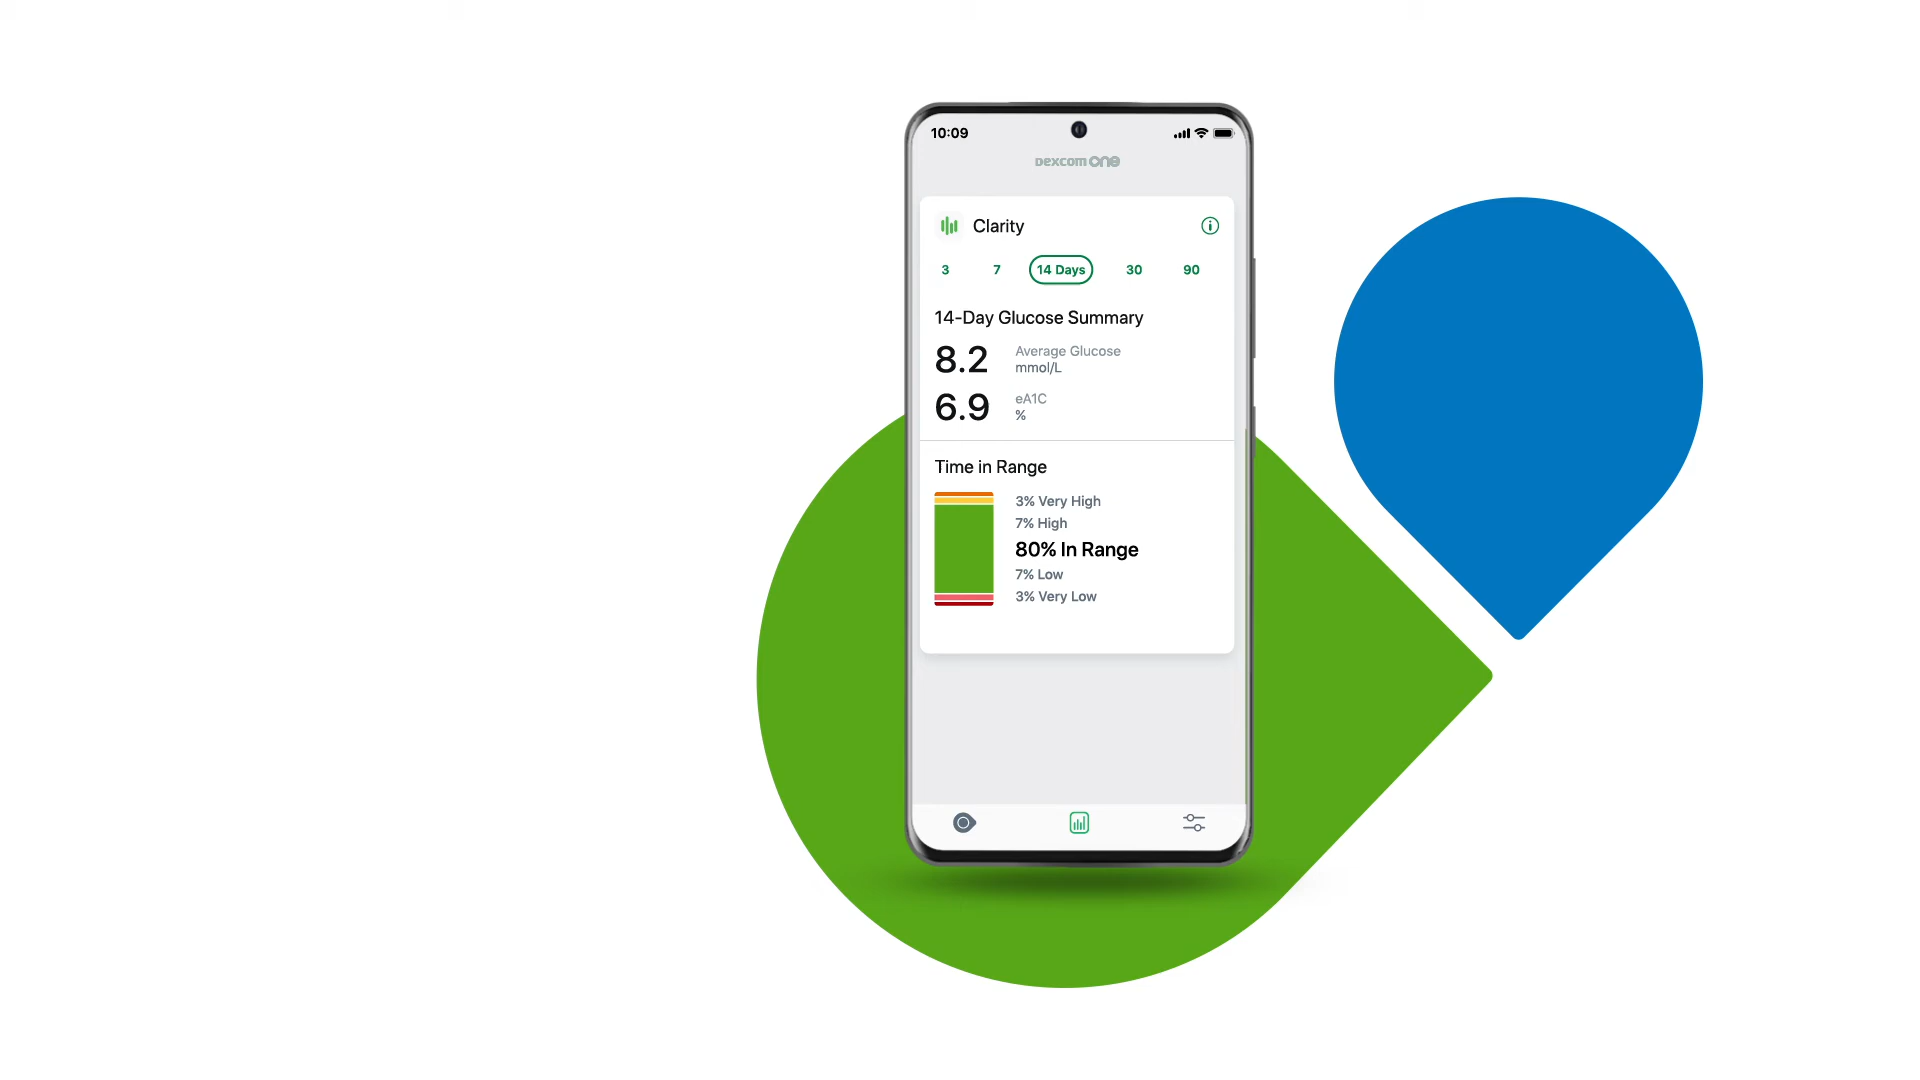 10:09
Dexcom ONE
Clarity
3 7 14 Days 30 90
14-Day Glucose Summary
8.2 Average Glucose
mmol/L
6.9 eA1C
%
Time in Range
3% Very High
7% High
80% In Range
7% Low
3% Very Low